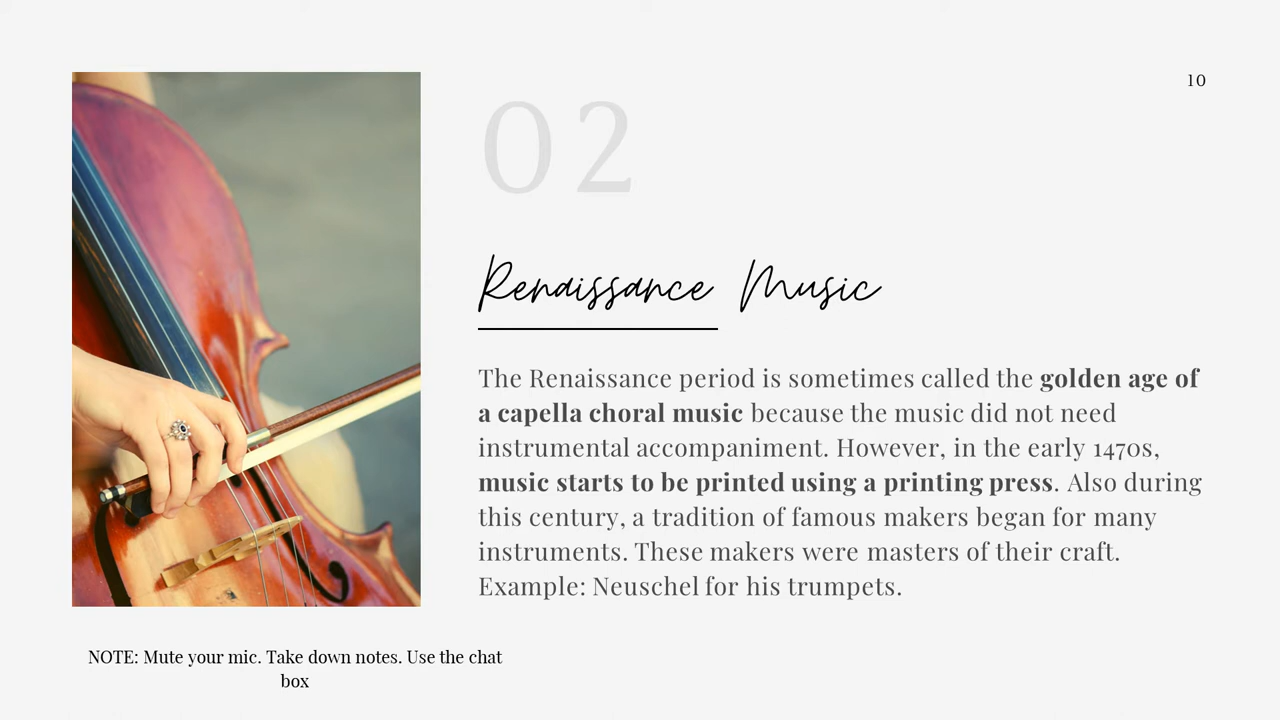 10
02
Renaissance Music
The Renaissance period is sometimes called the golden age of
a capella choral music because the music did not need
instrumental accompaniment. However, in the early 1470s,
music starts to be printed using a printing press. Also during
this century, a tradition of famous makers began for many
instruments. These makers were masters of their craft.
Example: Neuschel for his trumpets.
NOTE: Mute your mic. Take down notes. Use the chat
box